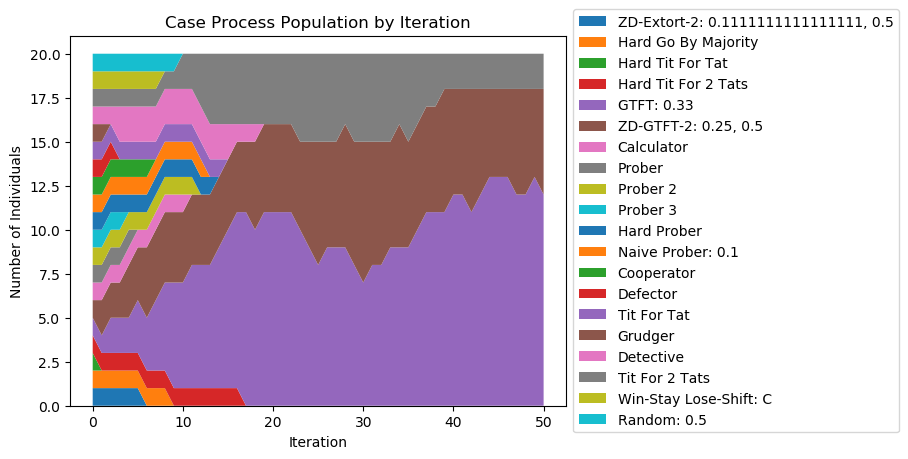 Case Process Population by Iteration
20.0
17.5
15.0
12.5
10.0
7.5
5.0
2.5
0.0
Number of Individuals
0 10 20 30 40 50
Iteration
ZD-Extort-2: 0.1111111111111111, 0.5
Hard Go By Majority
Hard Tit For Tat
Hard Tit For 2 Tats
GTFT: 0.33
ZD-GTFT-2: 0.25, 0.5
Calculator
Prober
Prober 2
Prober 3
Hard Prober
Naive Prober: 0.1
Cooperator
Defector
Tit For Tat
Grudger
Detective
Tit For 2 Tats
Win-Stay Lose-Shift: C
Random: 0.5